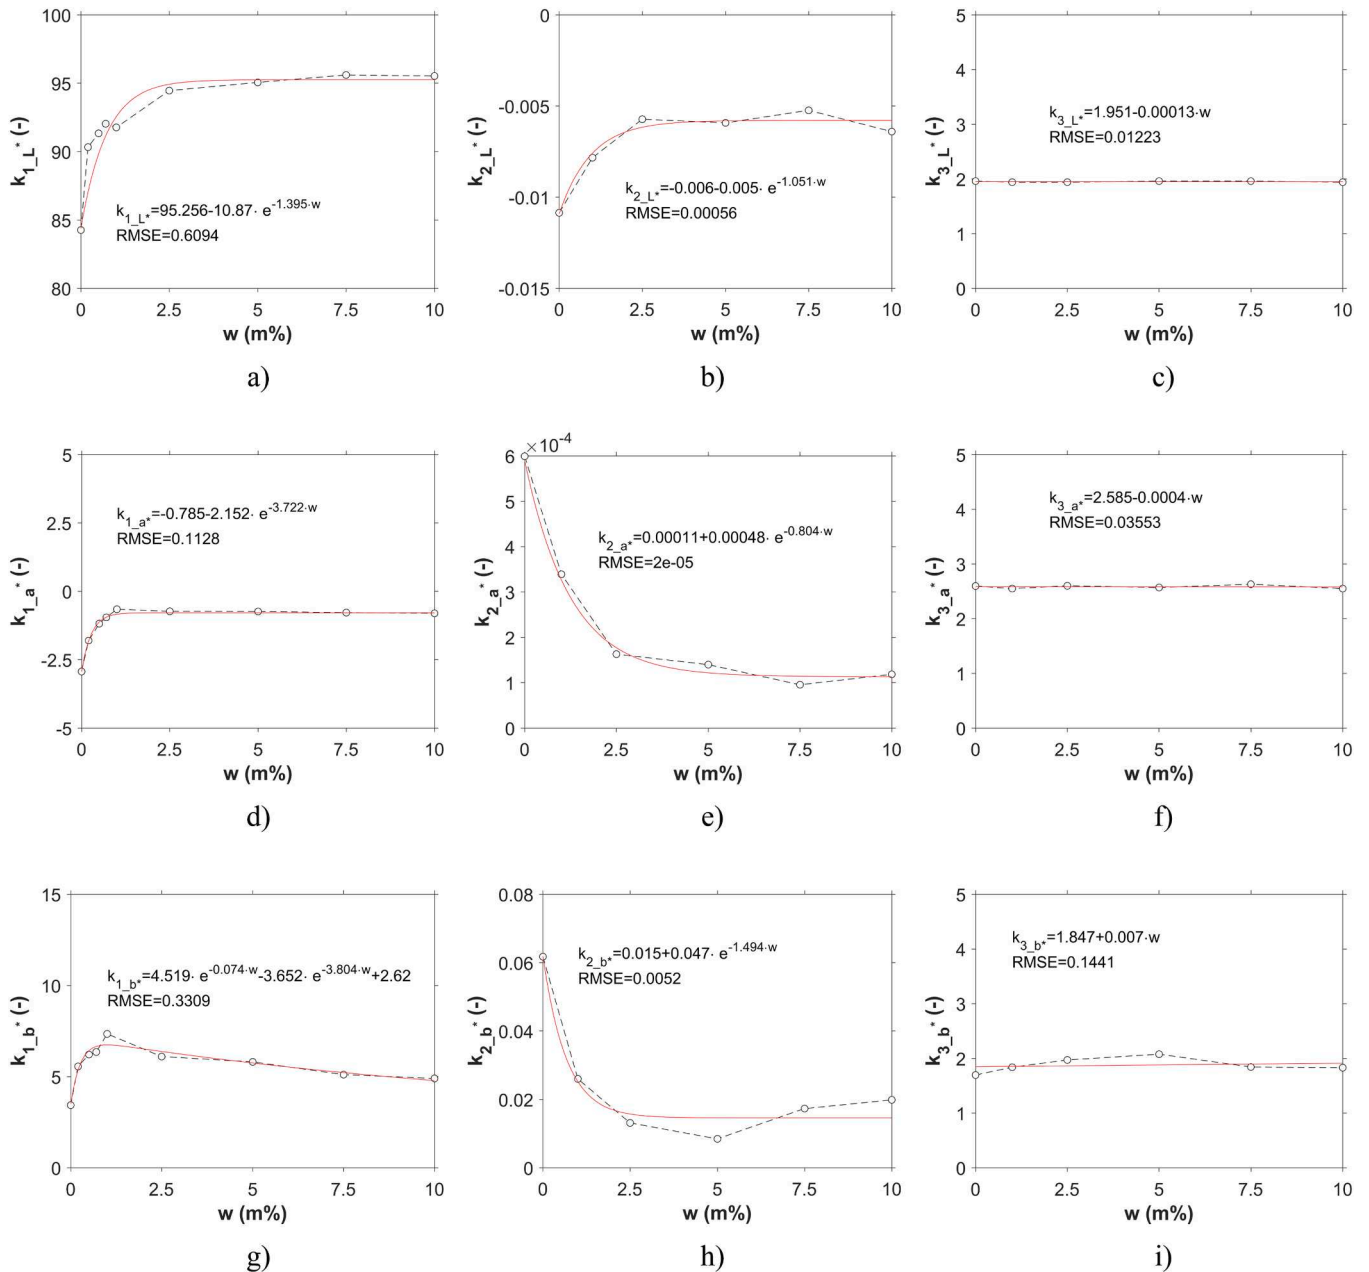 100
95
90
85
80
k1_L* (-)
k1_L*=95.256-10.87· e-1.395·w
RMSE=0.6094
0 2.5 5 7.5 10
w (m%)
a)
0
-0.005
-0.01
-0.015
k2_L* (-)
k2_L*=-0.006-0.005· e-1.051·w
RMSE=0.00056
0 2.5 5 7.5 10
w (m%)
b)
5
4
3
2
1
0
k3_L* (-)
k3_L*=1.951-0.00013·w
RMSE=0.01223
0 2.5 5 7.5 10
w (m%)
c)
5
2.5
0
-2.5
-5
k1_a* (-)
k1_a*=-0.785-2.152· e-3.722·w
RMSE=0.1128
0 2.5 5 7.5 10
w (m%)
d)
×10-4
6
5
4
3
2
1
0
k2_a* (-)
k2_a*=0.00011+0.00048· e-0.804·w
RMSE=2e-05
0 2.5 5 7.5 10
w (m%)
e)
5
4
3
2
1
0
k3_a* (-)
k3_a*=2.585-0.0004·w
RMSE=0.03553
0 2.5 5 7.5 10
w (m%)
f)
15
10
5
0
k1_b* (-)
k1_b*=4.519· e-0.074·w-3.652· e-3.804·w+2.62
RMSE=0.3309
0 2.5 5 7.5 10
w (m%)
g)
0.08
0.06
0.04
0.02
0
k2_b* (-)
k2_b*=0.015+0.047· e-1.494·w
RMSE=0.0052
0 2.5 5 7.5 10
w (m%)
h)
5
4
3
2
1
0
k3_b* (-)
k3_b*=1.847+0.007·w
RMSE=0.1441
0 2.5 5 7.5 10
w (m%)
i)